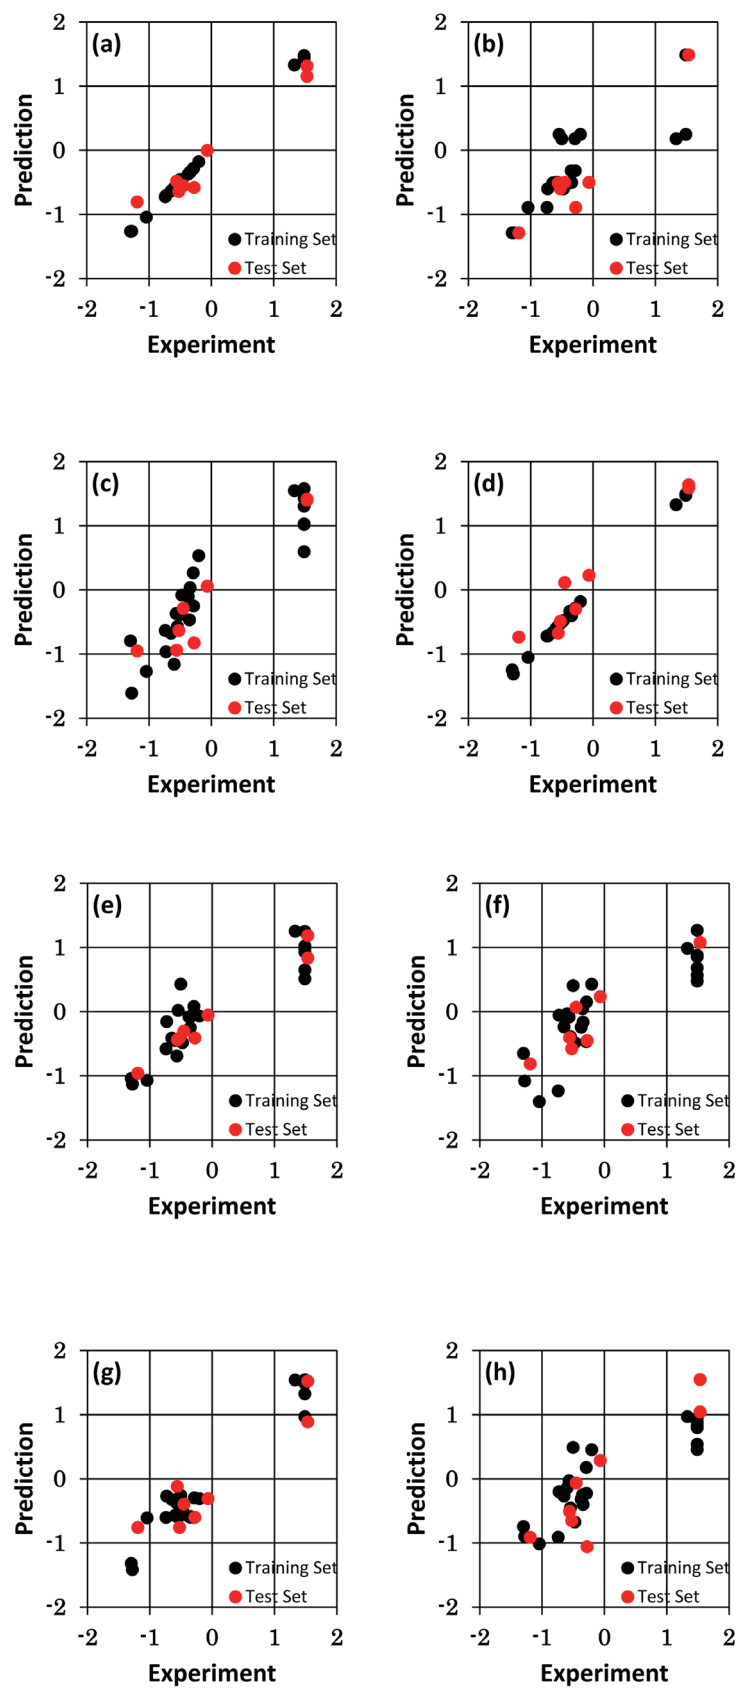 2 (a) 2 (b)
1 1
0 0
-1 -1
Training Set Training Set
Test Set Test Set
-2 -2
-2 -1 0 1 2 -2 -1 0 1 2
Prediction Prediction
Experiment Experiment
2 (c) 2 (d)
1 1
0 0
-1 -1
Training Set Training Set
Test Set Test Set
-2 -2
-2 -1 0 1 2 -2 -1 0 1 2
Prediction Prediction
Experiment Experiment
2 (e) 2 (f)
1 1
0 0
-1 -1
Training Set Training Set
Test Set Test Set
-2 -2
-2 -1 0 1 2 -2 -1 0 1 2
Prediction Prediction
Experiment Experiment
2 (g) 2 (h)
1 1
0 0
-1 -1
Training Set Training Set
Test Set Test Set
-2 -2
-2 -1 0 1 2 -2 -1 0 1 2
Prediction Prediction
Experiment Experiment